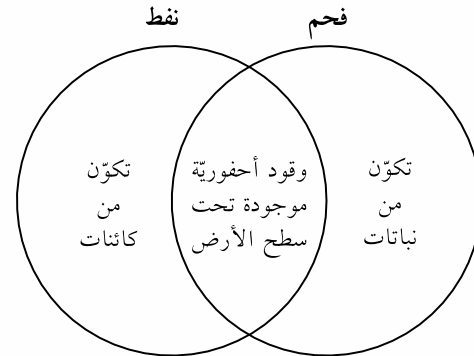 فحم
نفط
تكوّن
من
نباتات
وقود أحفوريّة
موجودة تحت
سطح الأرض
تكوّن
من
كائنات